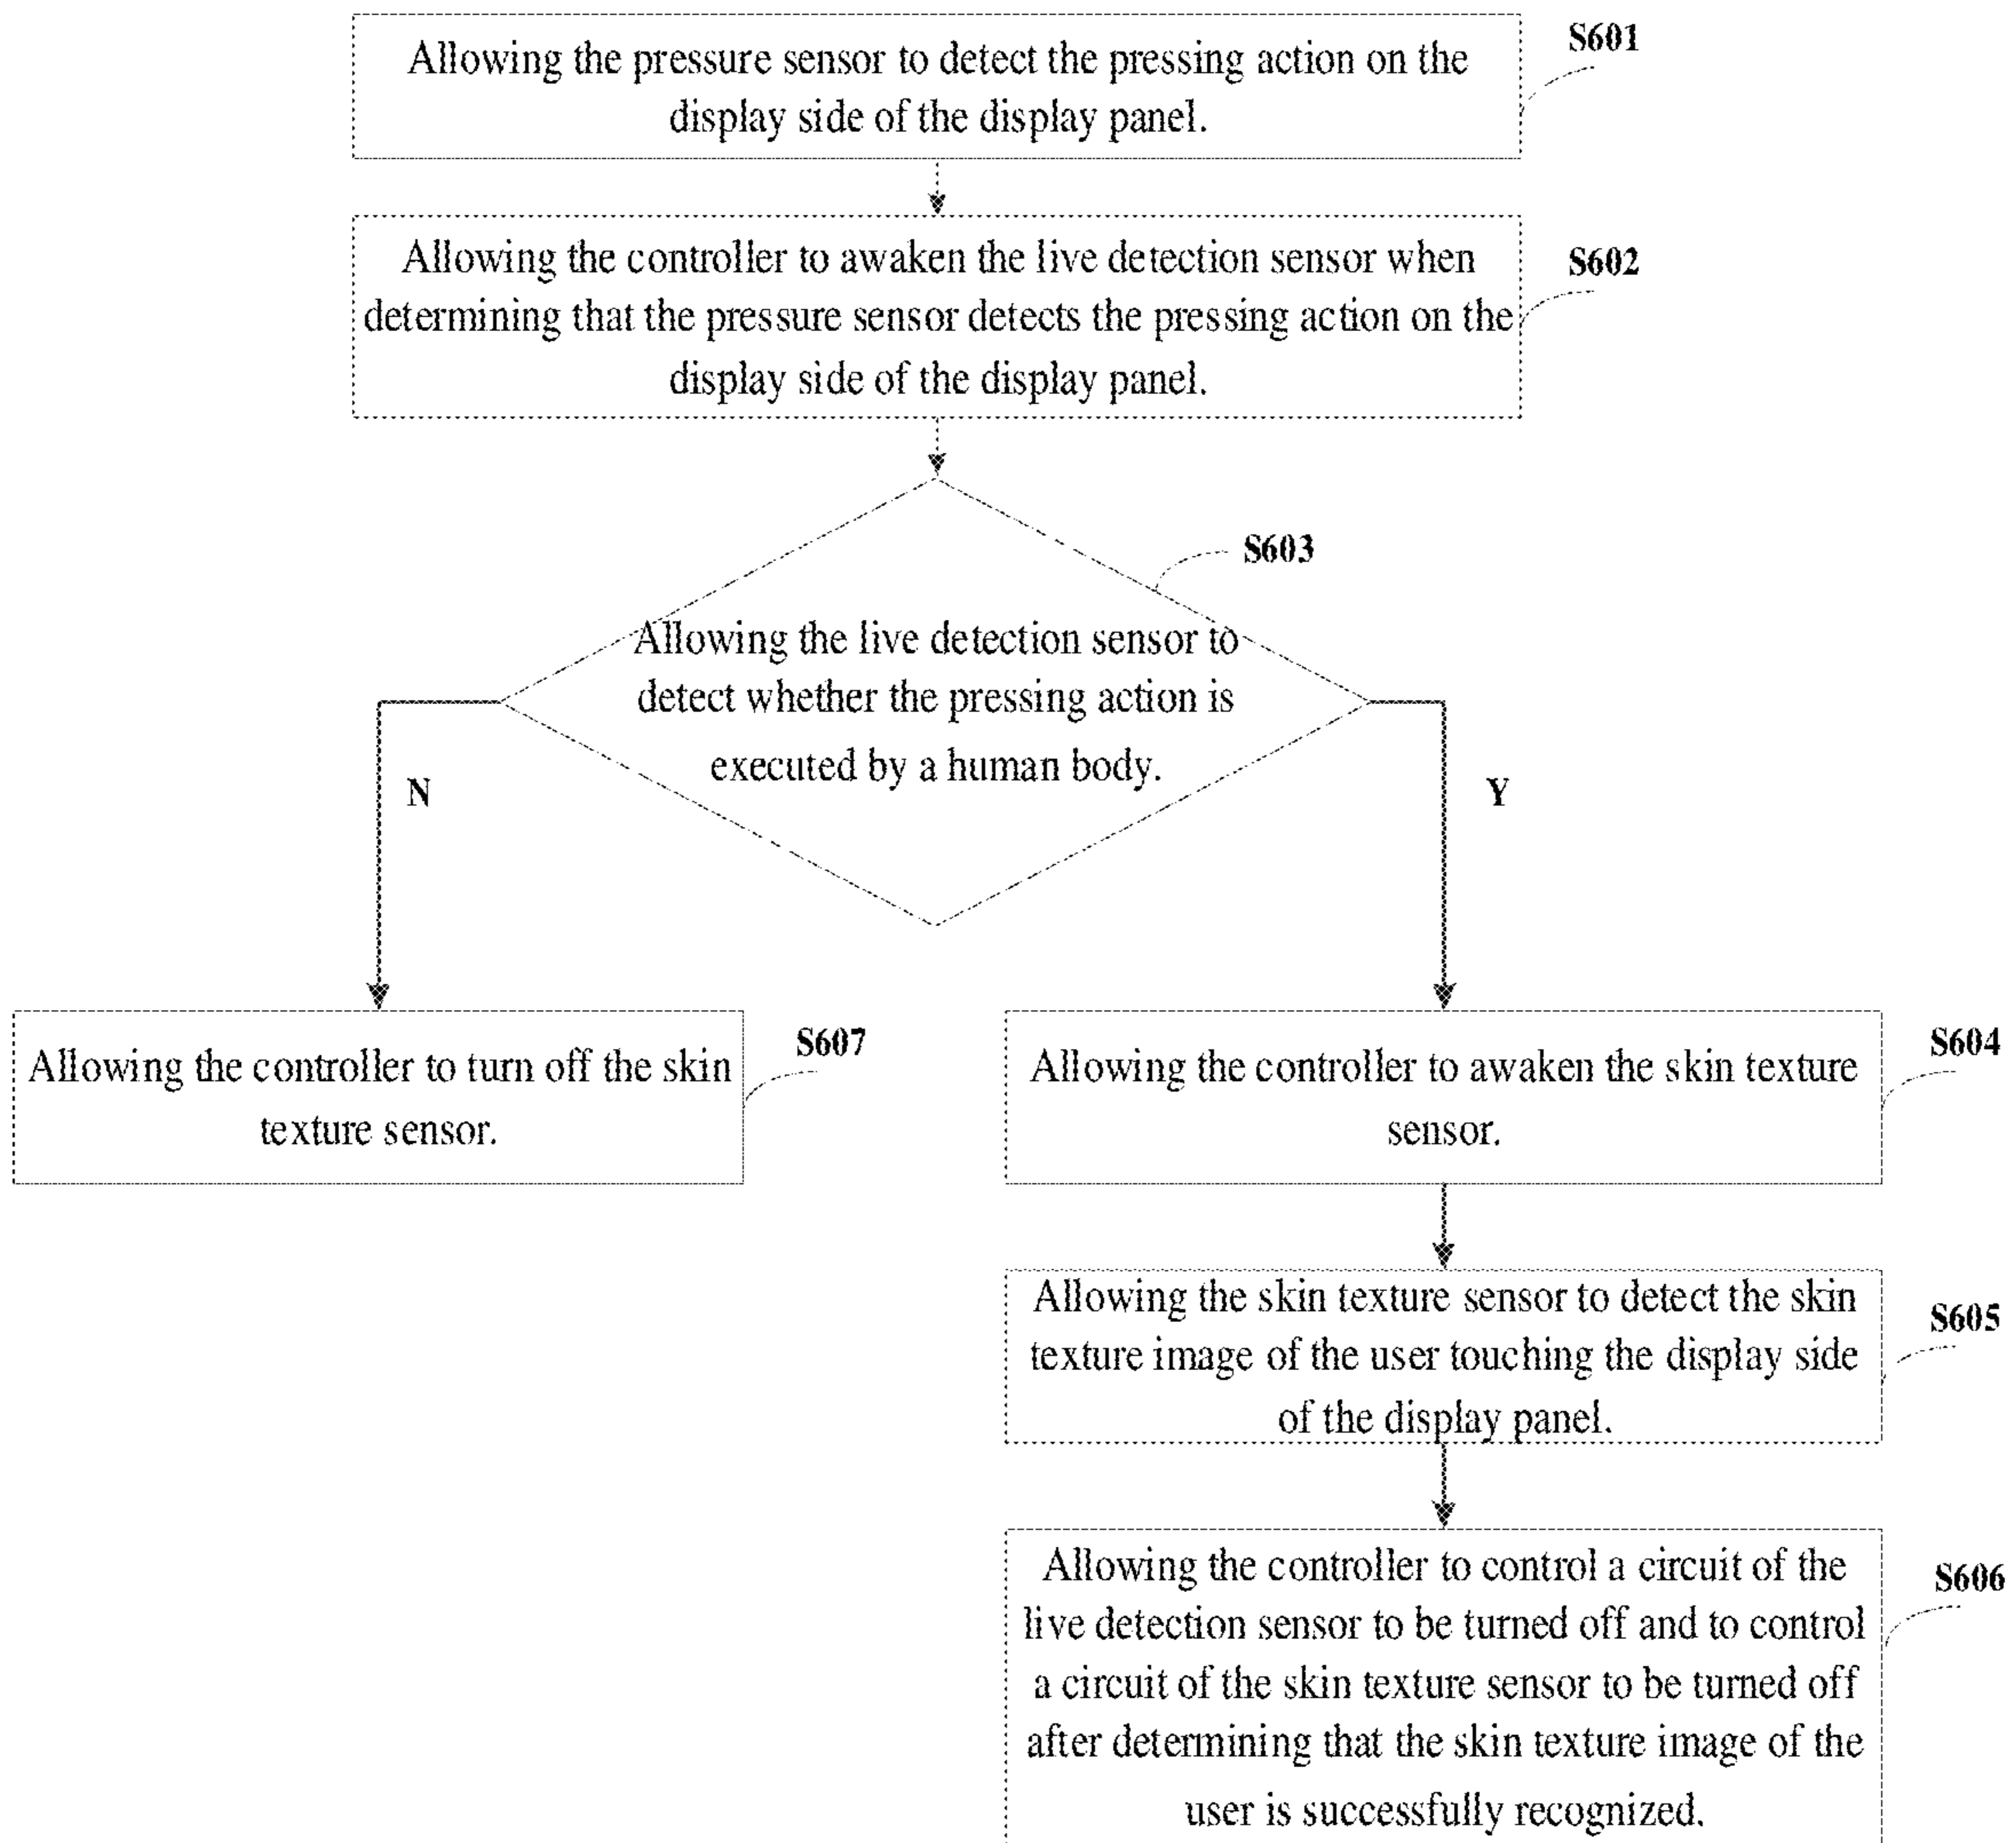 Allowing the pressure sensor to detect the pressing action on the
display side of the display panel.
S601
Allowing the controller to awaken the live detection sensor when
determining that the pressure sensor detects the pressing action on the
display side of the display panel.
S602
S603
Allowing the live detection sensor to
detect whether the pressing action is
executed by a human body.
N
Y
Allowing the controller to turn off the skin
texture sensor.
S607
Allowing the controller to awaken the skin texture
sensor.
S604
Allowing the skin texture sensor to detect the skin
texture image of the user touching the display side
of the display panel.
S605
Allowing the controller to control a circuit of the
live detection sensor to be turned off and to control
a circuit of the skin texture sensor to be turned off
after determining that the skin texture image of the
user is successfully recognized.
S606